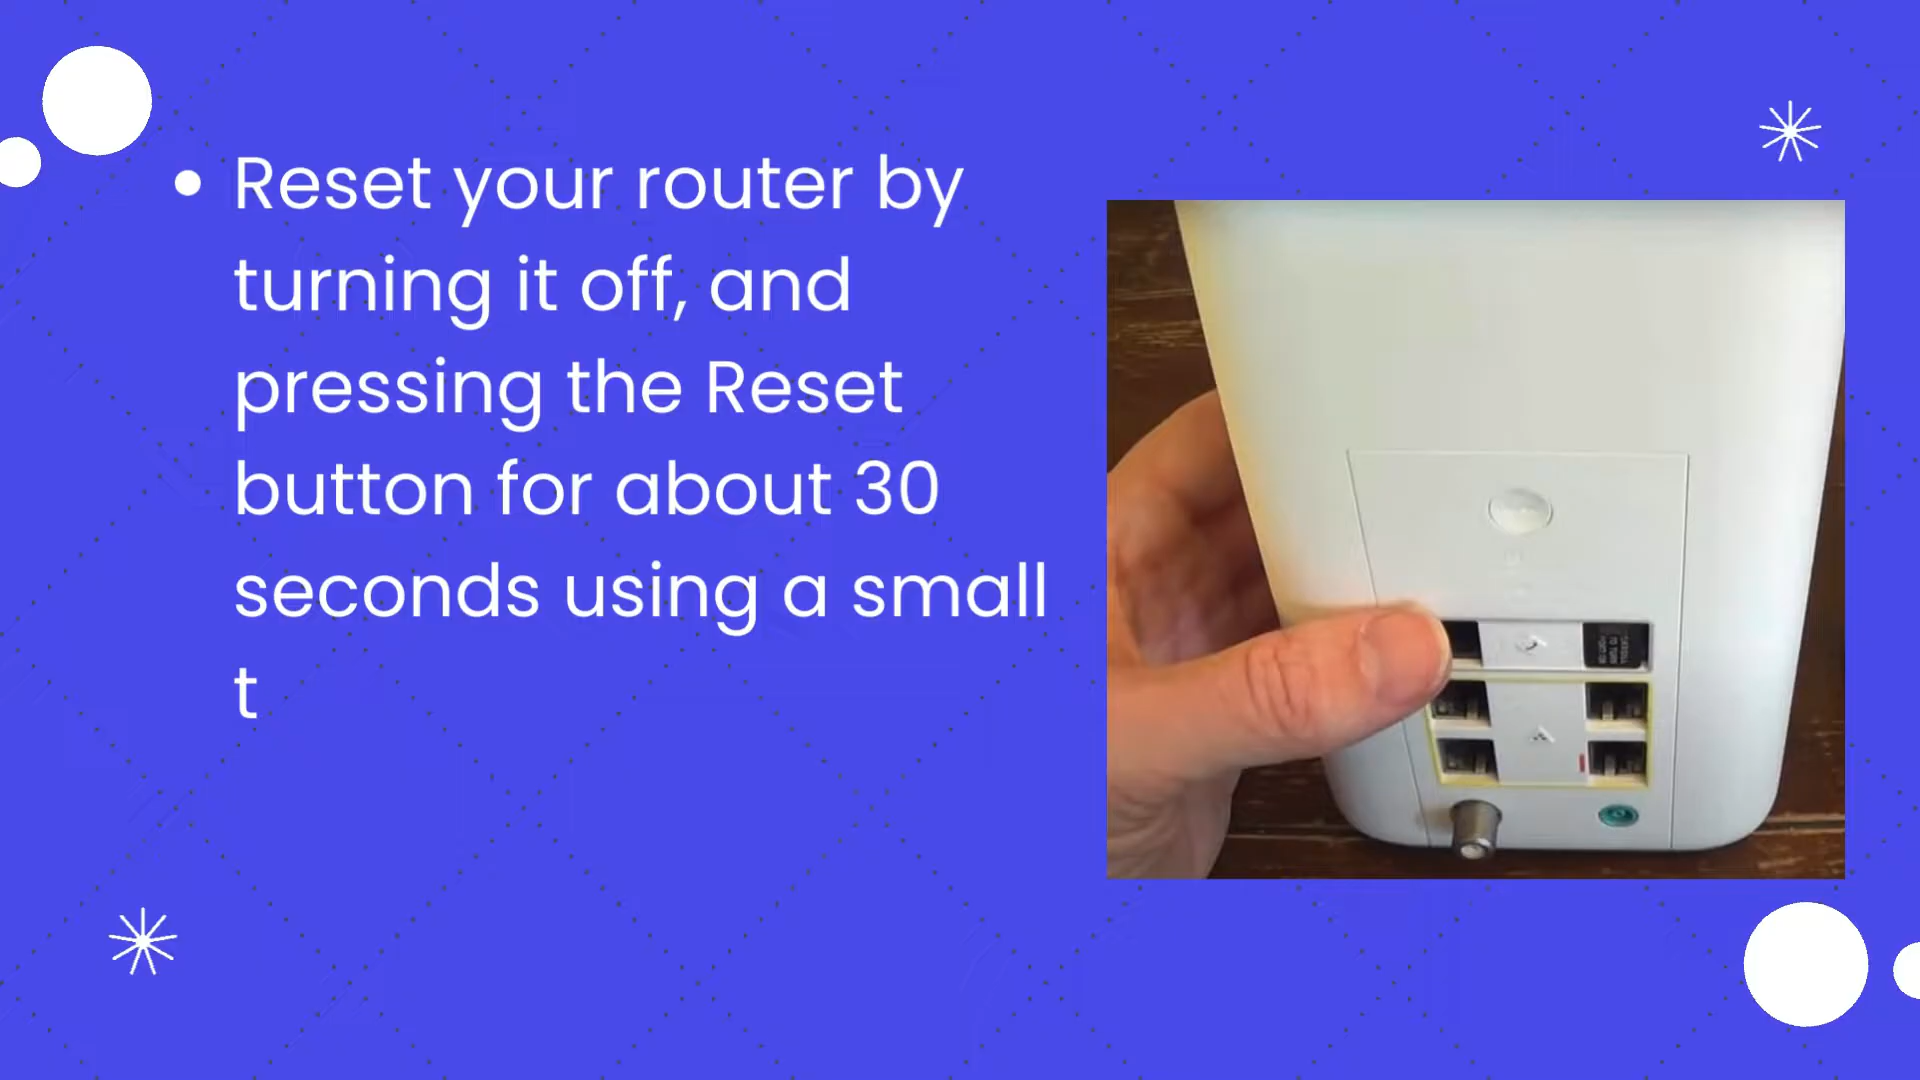 Reset your router by
turning it off, and
pressing the Reset
button for about 30
seconds using a small
t